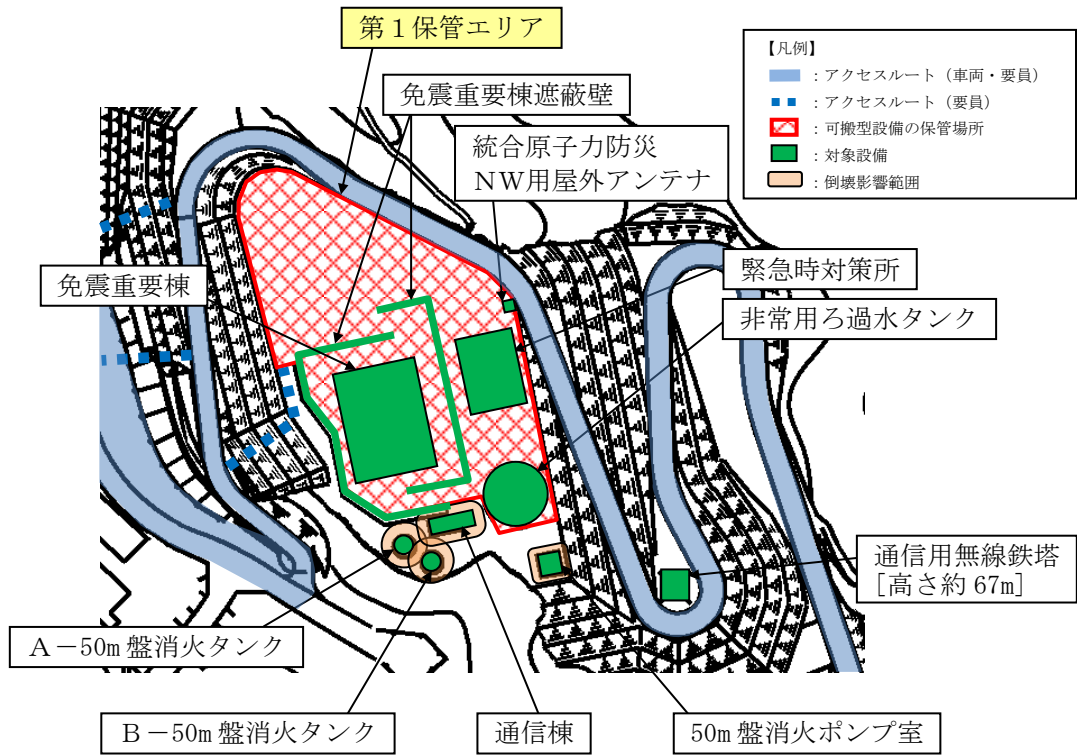 第１保管エリア
【凡例】
：アクセスルート（車両・要員）
：アクセスルート（要員）
：可搬型設備の保管場所
：対象設備
：倒壊影響範囲
免震重要棟遮蔽壁
統合原子力防災
ＮＷ用屋外アンテナ
免震重要棟
緊急時対策所
非常用ろ過水タンク
通信用無線鉄塔
［高さ約 67m］
Ａ－50m 盤消火タンク
Ｂ－50m 盤消火タンク
通信棟
50m 盤消火ポンプ室